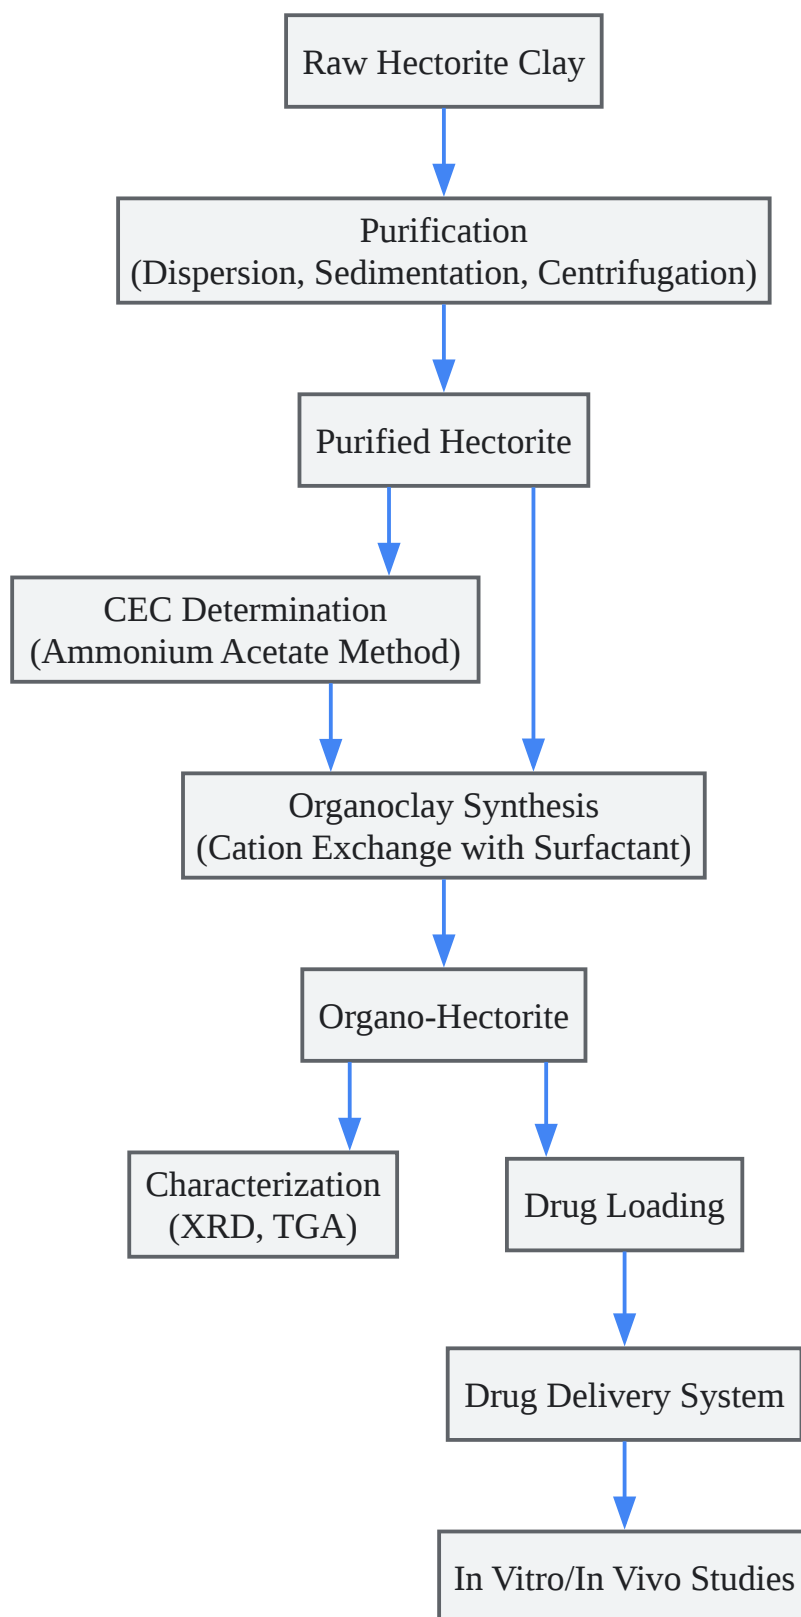 Raw Hectorite Clay
Purification
(Dispersion, Sedimentation, Centrifugation)
Purified Hectorite
CEC Determination
(Ammonium Acetate Method)
Organoclay Synthesis
(Cation Exchange with Surfactant)
Organo-Hectorite
Characterization
(XRD, TGA)
Drug Loading
Drug Delivery System
In Vitro/In Vivo Studies